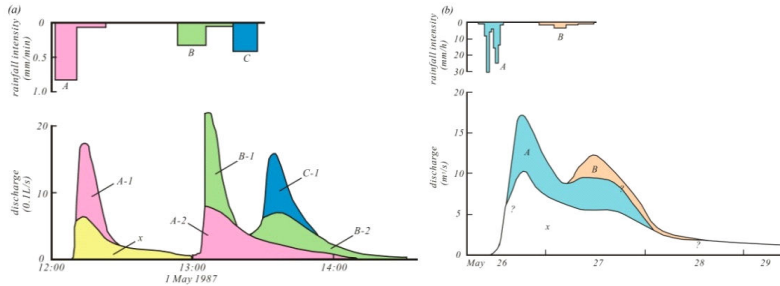 (a)
rainfall intensity
(mm/min)
0
0.5
1.0
A
B
C
discharge
(0.1L/s)
20
10
0
A-1
x
B-1
A-2
C-1
B-2
12:00
13:00
14:00
1 May 1987
(b)
rainfall intensity
(mm/h)
0
10
20
30
A
B
discharge
(m³/s)
20
15
10
5
0
A
B
?
?
x
?
May
26
27
28
29